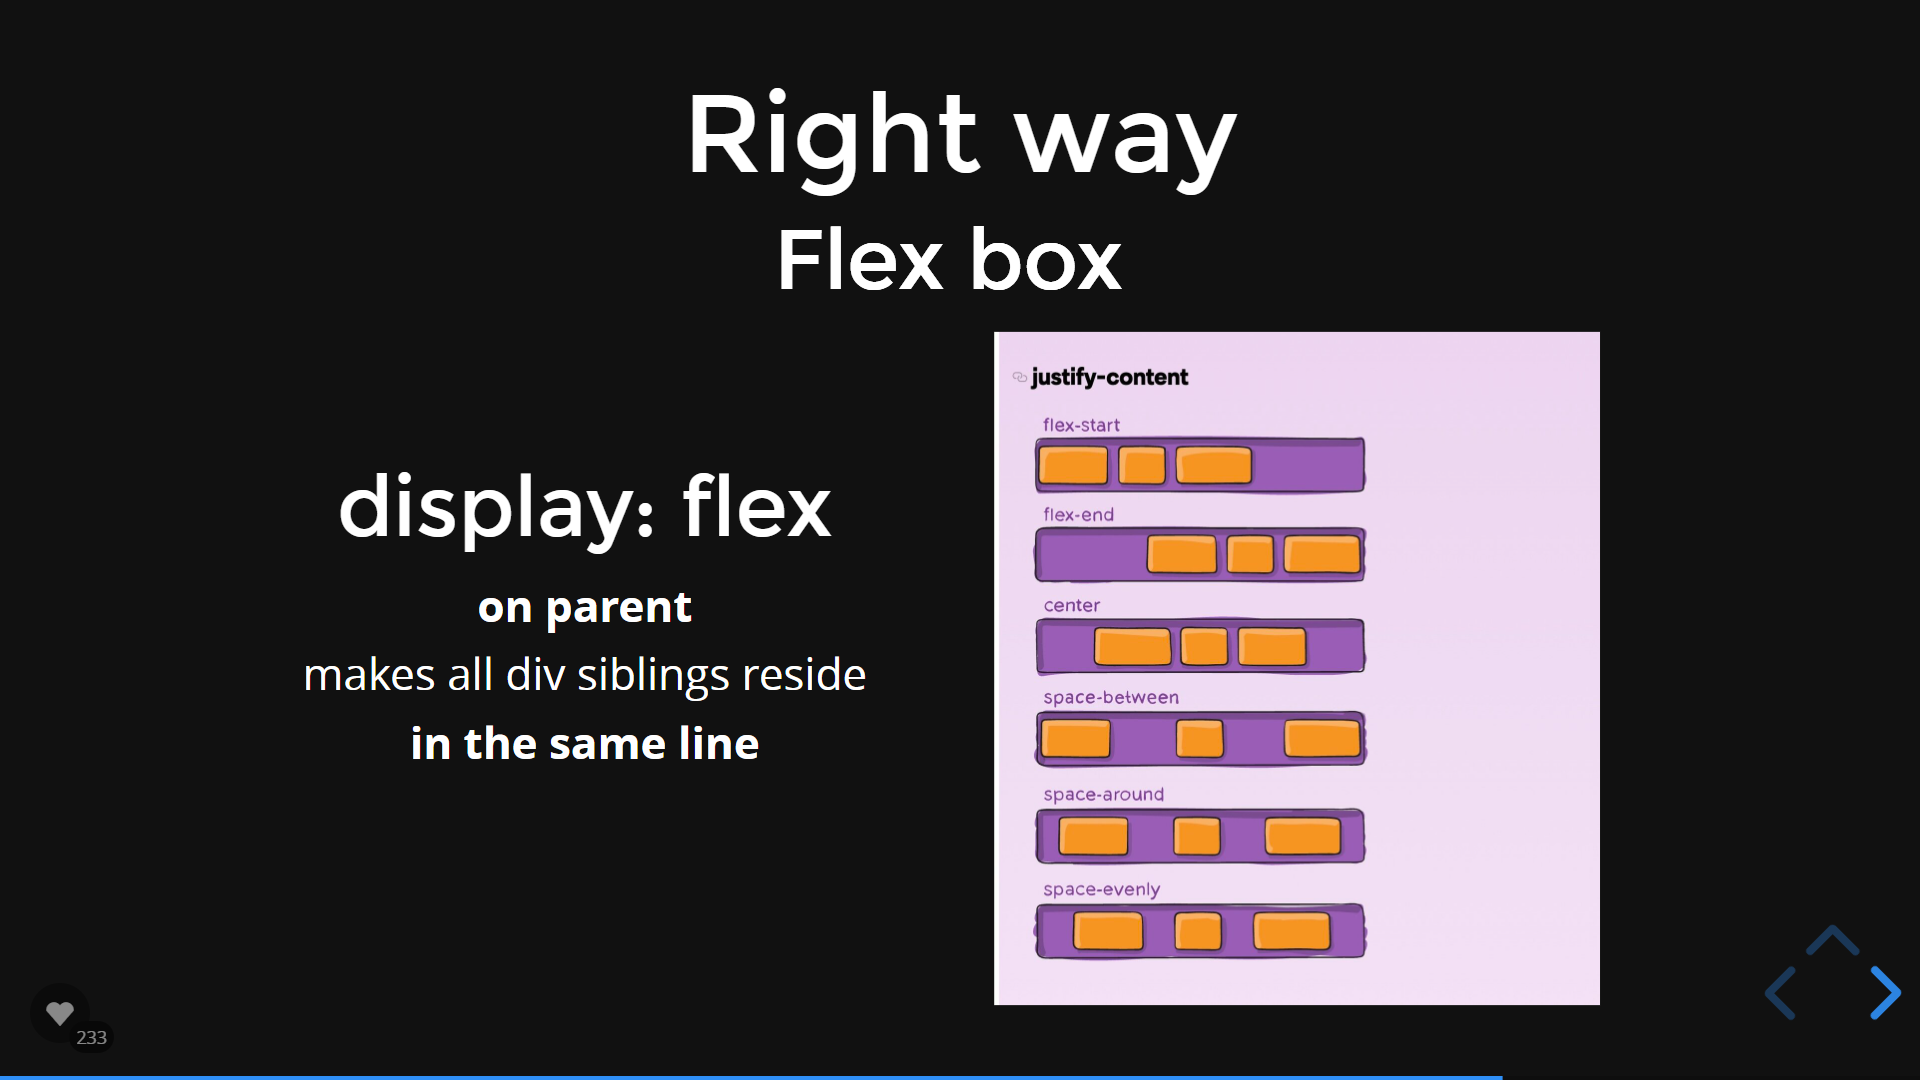 Right way
Flex box
display: flex
on parent
makes all div siblings reside
in the same line
justify-content
flex-start
flex-end
center
space-between
space-around
space-evenly
233